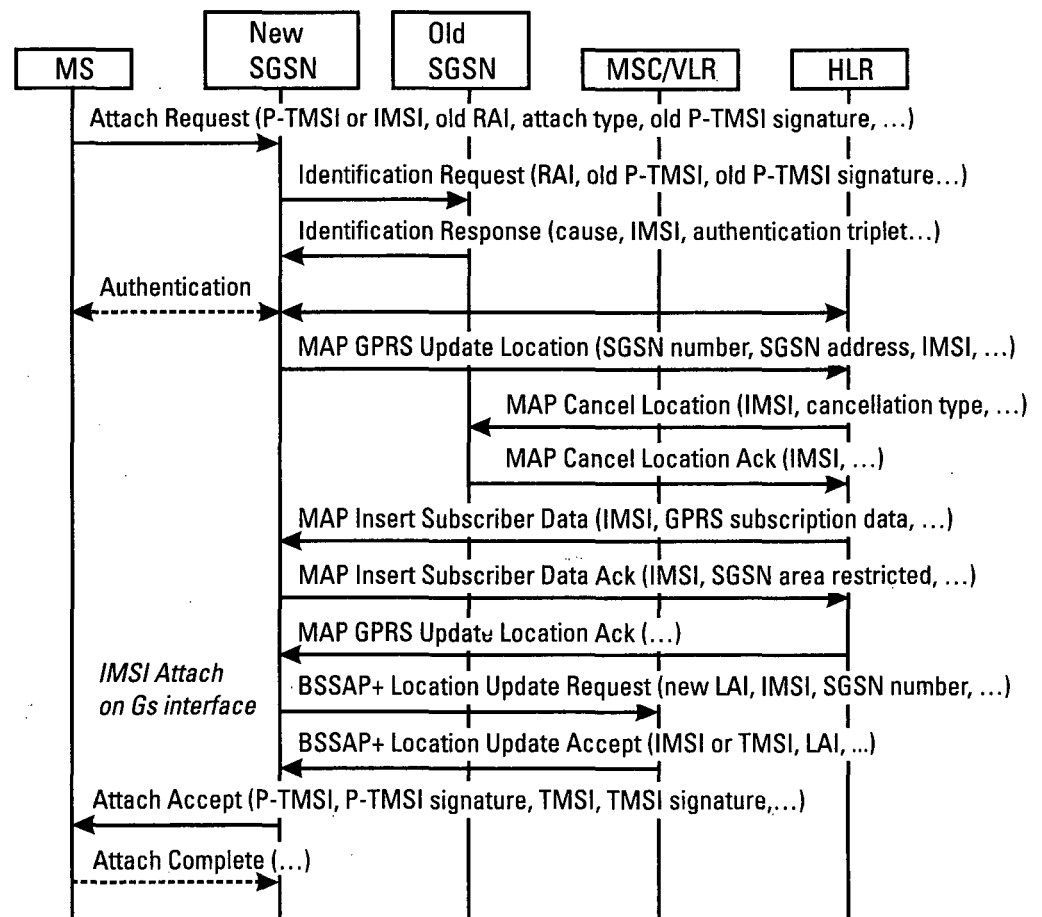 New
SGSN
Old
SGSN
MS
MSC/VLR
HLR
Attach Request (P-TMSI or IMSI, old RAI, attach type, old P-TMSI signature, ...)
Identification Request (RAI, old P-TMSI, old P-TMSI signature...)
Identification Response (cause, IMSI, authentication triplet...)
Authentication
MAP GPRS Update Location (SGSN number, SGSN address, IMSI, ...)
MAP Cancel Location (IMSI, cancellation type, ...)
MAP Cancel Location Ack (IMSI, ...)
MAP Insert Subscriber Data (IMSI, GPRS subscription data, ...)
MAP Insert Subscriber Data Ack (IMSI, SGSN area restricted, ...)
MAP GPRS Update Location Ack (...)
IMSI Attach
on Gs interface
BSSAP+ Location Update Request (new LAI, IMSI, SGSN number, ...)
BSSAP+ Location Update Accept (IMSI or TMSI, LAI, ...)
Attach Accept (P-TMSI, P-TMSI signature, TMSI, TMSI signature,...)
Attach Complete (...)